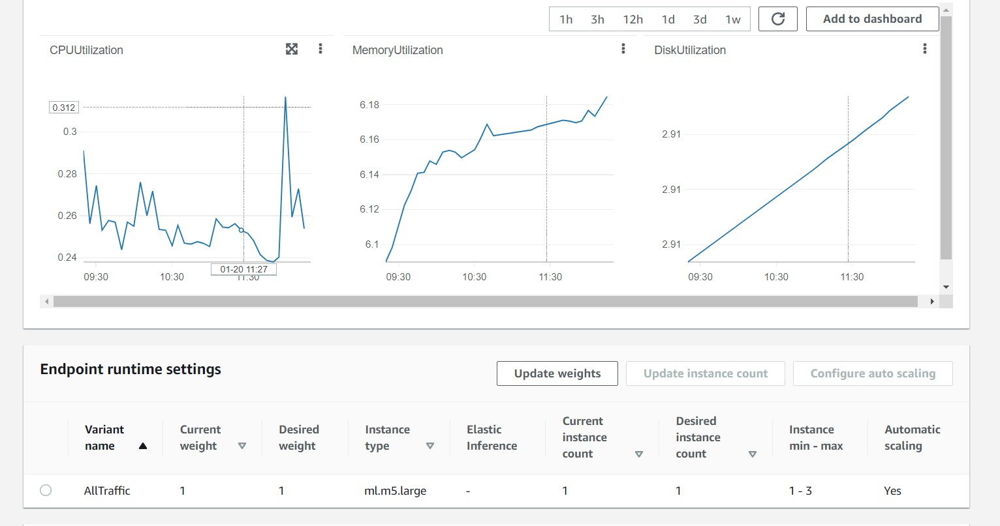 1h 3h 12h 1d 3d 1w Add to dashboard
CPUUtilization
0.312
0.3
0.28
0.26
0.24
01-20 11:27
09:30 10:30 11:30
MemoryUtilization
6.18
6.16
6.14
6.12
6.1
09:30 10:30 11:30
DiskUtilization
2.91
2.91
2.91
09:30 10:30 11:30
Endpoint runtime settings
Update weights Update instance count Configure auto scaling
Variant
name
Current
weight
Desired
weight
Instance
type
Elastic
Inference
Current
instance
count
Desired
instance
count
Instance
min - max
Automatic
scaling
AllTraffic 1 1 ml.m5.large - 1 1 1 - 3 Yes